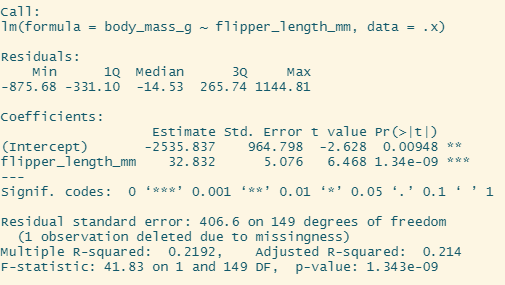 Call:
lm(formula = body_mass_g ~ flipper_length_mm, data = .x)
Residuals:
    Min      1Q  Median      3Q     Max
-875.68 -331.10  -14.53  265.74 1144.81
Coefficients:
                   Estimate Std. Error t value Pr(>|t|)
(Intercept)       -2535.837    964.798  -2.628  0.00948 **
flipper_length_mm    32.832      5.076   6.468 1.34e-09 ***
---
Signif. codes:  0 ‘***’ 0.001 ‘**’ 0.01 ‘*’ 0.05 ‘.’ 0.1 ‘ ’ 1
Residual standard error: 406.6 on 149 degrees of freedom
  (1 observation deleted due to missingness)
Multiple R-squared:  0.2192,	Adjusted R-squared:  0.214
F-statistic: 41.83 on 1 and 149 DF,  p-value: 1.343e-09